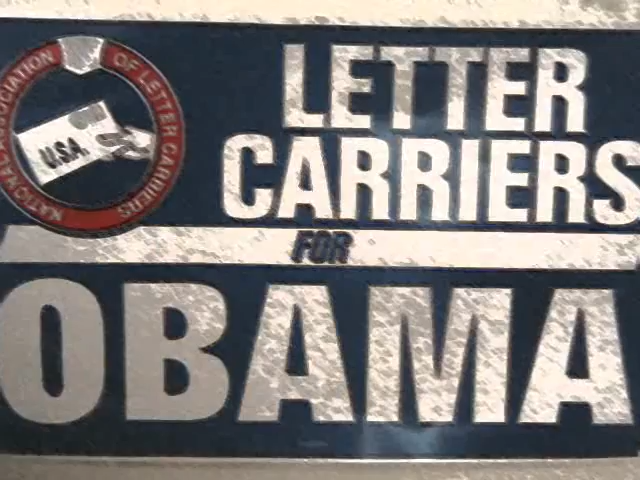 NATIONAL ASSOCIATION OF LETTER CARRIERS
U.S.A.
LETTER
CARRIERS
FOR
OBAMA